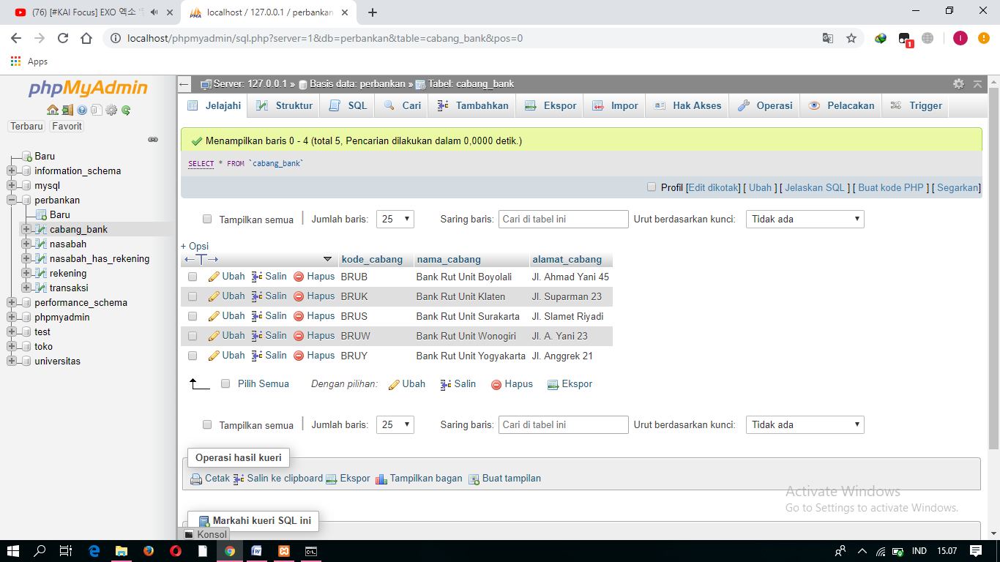 (76) [#KAI Focus] EXO 엑소
localhost / 127.0.0.1 / perbankan
localhost/phpmyadmin/sql.php?server=1&db=perbankan&table=cabang_bank&pos=0
1
I
Apps
phpMyAdmin
Terbaru Favorit
Baru
information_schema
mysql
perbankan
Baru
cabang_bank
nasabah
nasabah_has_rekening
rekening
transaksi
performance_schema
phpmyadmin
test
toko
universitas
Server: 127.0.0.1 » Basis data: perbankan » Tabel: cabang_bank
Jelajahi Struktur SQL Cari Tambahkan Ekspor Impor Hak Akses Operasi Pelacakan Trigger
Menampilkan baris 0 - 4 (total 5, Pencarian dilakukan dalam 0,0000 detik.)
SELECT * FROM `cabang_bank`
Profil [Edit dikotak] [ Ubah ] [ Jelaskan SQL ] [ Buat kode PHP ] [ Segarkan]
Tampilkan semua | Jumlah baris: 25 Saring baris: Cari di tabel ini Urut berdasarkan kunci: Tidak ada
+ Opsi
←T→ kode_cabang nama_cabang alamat_cabang
Ubah Salin Hapus BRUB Bank Rut Unit Boyolali Jl. Ahmad Yani 45
Ubah Salin Hapus BRUK Bank Rut Unit Klaten Jl. Suparman 23
Ubah Salin Hapus BRUS Bank Rut Unit Surakarta Jl. Slamet Riyadi
Ubah Salin Hapus BRUW Bank Rut Unit Wonogiri Jl. A. Yani 23
Ubah Salin Hapus BRUY Bank Rut Unit Yogyakarta Jl. Anggrek 21
Pilih Semua Dengan pilihan: Ubah Salin Hapus Ekspor
Tampilkan semua | Jumlah baris: 25 Saring baris: Cari di tabel ini Urut berdasarkan kunci: Tidak ada
Operasi hasil kueri
Cetak Salin ke clipboard Ekspor Tampilkan bagan Buat tampilan
Activate Windows
Go to Settings to activate Windows.
Markahi kueri SQL ini
Konsol
IND 15.07